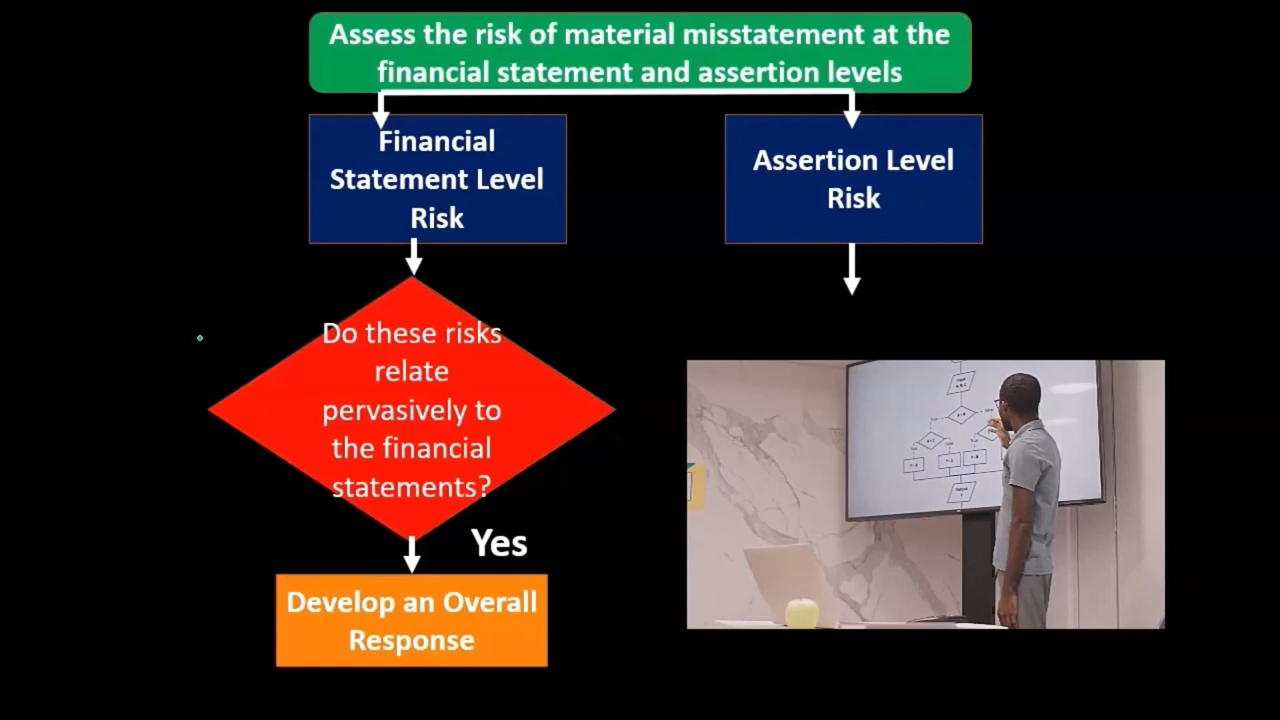 Assess the risk of material misstatement at the
financial statement and assertion levels
Financial
Statement Level
Risk
Assertion Level
Risk
Do these risks
relate
pervasively to
the financial
statements?
Yes
Develop an Overall
Response